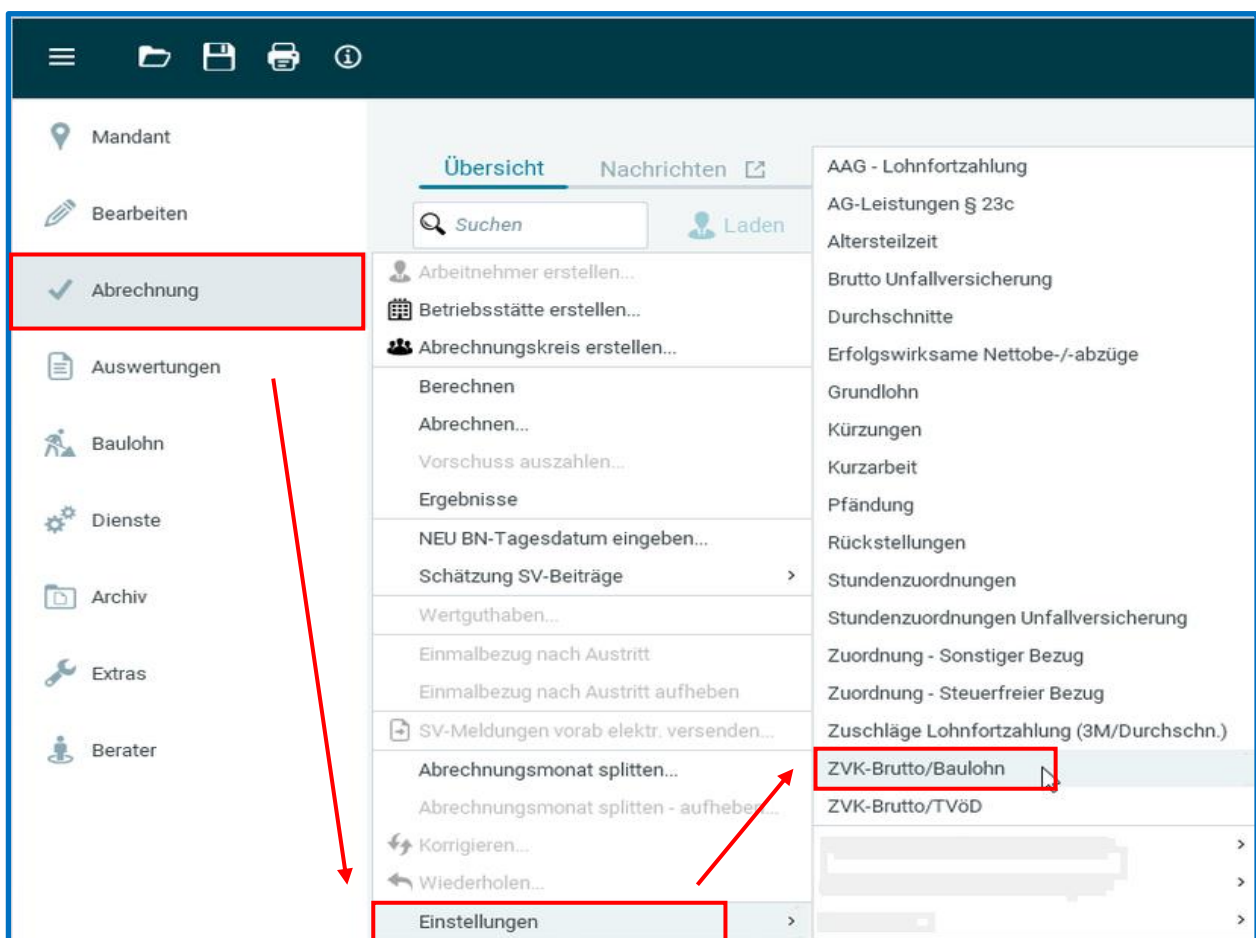 Mandant
Bearbeiten
Abrechnung
Auswertungen
Baulohn
Dienste
Archiv
Extras
Berater
Übersicht Nachrichten
Suchen Laden
Arbeitnehmer erstellen...
Betriebsstätte erstellen...
Abrechnungskreis erstellen...
Berechnen
Abrechnen...
Vorschuss auszahlen...
Ergebnisse
NEU BN-Tagesdatum eingeben...
Schätzung SV-Beiträge
Wertguthaben...
Einmalbezug nach Austritt
Einmalbezug nach Austritt aufheben
SV-Meldungen vorab elektr. versenden...
Abrechnungsmonat splitten...
Abrechnungsmonat splitten - aufheben...
Korrigieren...
Wiederholen...
Einstellungen
AAG - Lohnfortzahlung
AG-Leistungen § 23c
Altersteilzeit
Brutto Unfallversicherung
Durchschnitte
Erfolgswirksame Nettobe-/-abzüge
Grundlohn
Kürzungen
Kurzarbeit
Pfändung
Rückstellungen
Stundenzuordnungen
Stundenzuordnungen Unfallversicherung
Zuordnung - Sonstiger Bezug
Zuordnung - Steuerfreier Bezug
Zuschläge Lohnfortzahlung (3M/Durchschn.)
ZVK-Brutto/Baulohn
ZVK-Brutto/TVöD